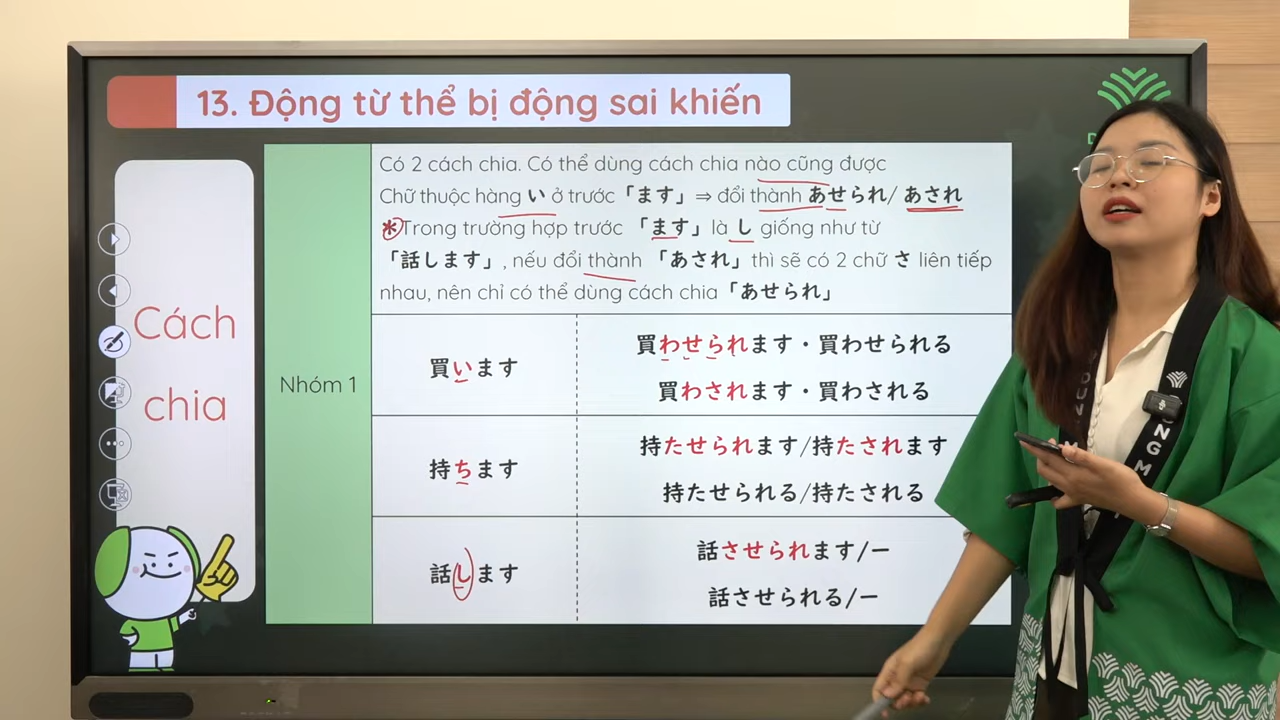 13. Động từ thể bị động sai khiến
Cách
chia
Nhóm 1
Có 2 cách chia. Có thể dùng cách chia nào cũng được
Chữ thuộc hàng い ở trước「ます」⇒ đổi thành あせられ/ あされ
*Trong trường hợp trước 「ます」là し giống như từ
「話します」, nếu đổi thành 「あされ」thì sẽ có 2 chữ さ liên tiếp
nhau, nên chỉ có thể dùng cách chia「あせられ」
買います
買わせられます・買わせられる
買わされます・買わされる
持ちます
持たせられます/持たされます
持たせられる/持たされる
話します
話させられます/ー
話させられる/ー